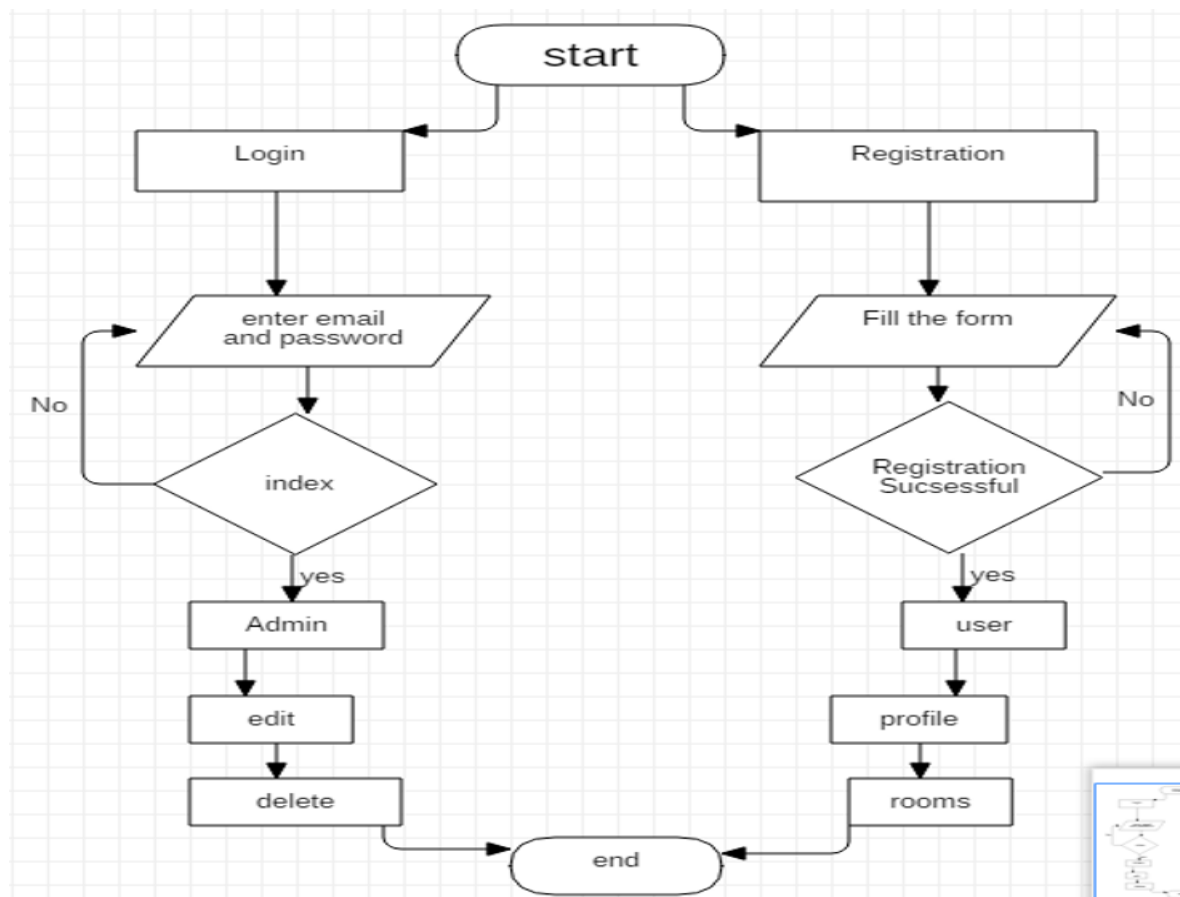 start
Login
Registration
enter email
and password
Fill the form
No
No
index
Registration
Sucsessful
yes
yes
Admin
user
edit
profile
delete
rooms
end